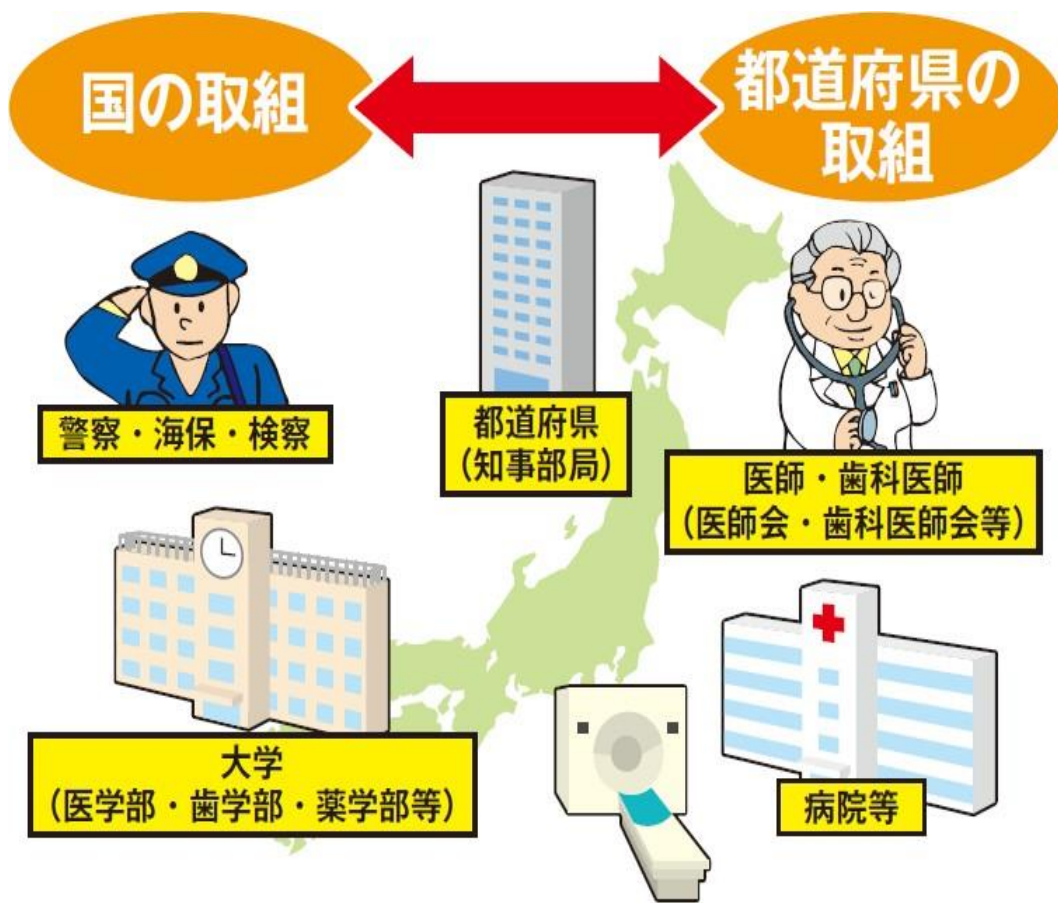 国の取組
都道府県の
取組
警察・海保・検察
都道府県
（知事部局）
医師・歯科医師
（医師会・歯科医師会等）
大学
（医学部・歯学部・薬学部等）
病院等